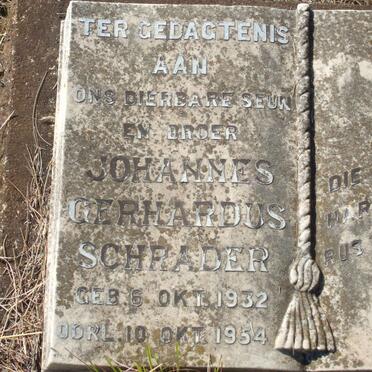 TER GEDAGTENIS
AAN
ONS DIERBARE SEUN
EN BROER
JOHANNES
GERHARDUS
SCHRADER
GEB. 6 OKT. 1932
OORL. 10 OKT. 1954
DIE
HAR
RUS